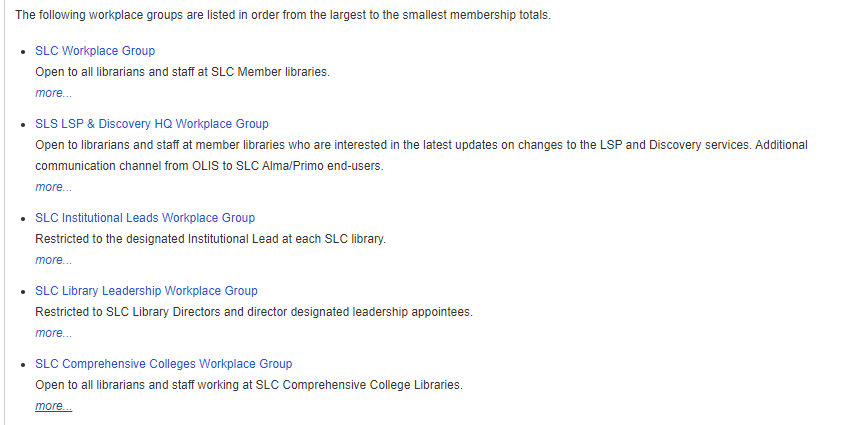 The following workplace groups are listed in order from the largest to the smallest membership totals.
SLC Workplace Group
Open to all librarians and staff at SLC Member libraries.
more...
SLS LSP & Discovery HQ Workplace Group
Open to librarians and staff at member libraries who are interested in the latest updates on changes to the LSP and Discovery services. Additional
communication channel from OLIS to SLC Alma/Primo end-users.
more...
SLC Institutional Leads Workplace Group
Restricted to the designated Institutional Lead at each SLC library.
more...
SLC Library Leadership Workplace Group
Restricted to SLC Library Directors and director designated leadership appointees.
more...
SLC Comprehensive Colleges Workplace Group
Open to all librarians and staff working at SLC Comprehensive College Libraries.
more...